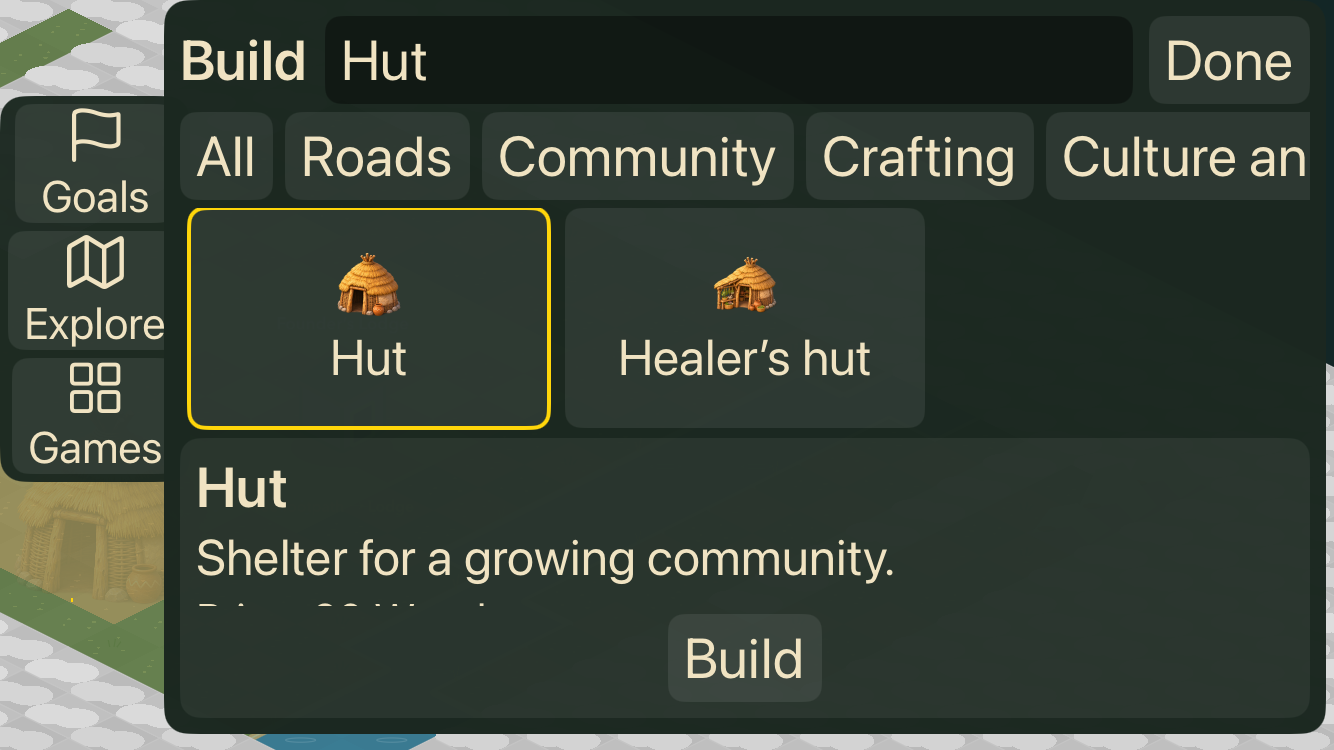 Build
Hut
Done
All
Roads
Community
Crafting
Culture an
Goals
Explore
Games
Hut
Healer’s hut
Hut
Shelter for a growing community.
Build